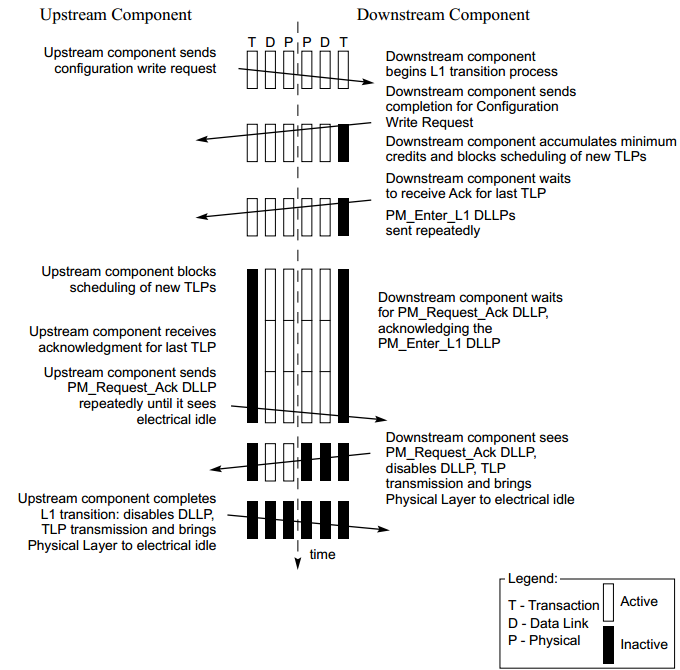 Upstream Component
Downstream Component
T D P P D T
Upstream component sends
configuration write request
Downstream component
begins L1 transition process
Downstream component sends
completion for Configuration
Write Request
Downstream component accumulates minimum
credits and blocks scheduling of new TLPs
Downstream component waits
to receive Ack for last TLP
PM_Enter_L1 DLLPs
sent repeatedly
Upstream component blocks
scheduling of new TLPs
Downstream component waits
for PM_Request_Ack DLLP,
acknowledging the
PM_Enter_L1 DLLP
Upstream component receives
acknowledgment for last TLP
Upstream component sends
PM_Request_Ack DLLP
repeatedly until it sees
electrical idle
Downstream component sees
PM_Request_Ack DLLP,
disables DLLP, TLP
transmission and brings
Physical Layer to electrical idle
Upstream component completes
L1 transition: disables DLLP,
TLP transmission and brings
Physical Layer to electrical idle
time
Legend:
T - Transaction
D - Data Link
P - Physical
Active
Inactive